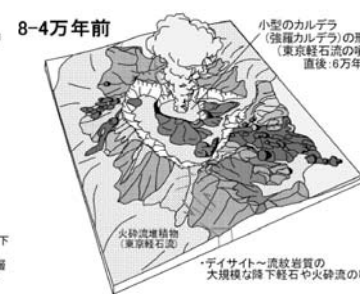 8-4万年前
小型のカルデラ
(強羅カルデラ)の形
(東京軽石流の噴
直後:6万年
火砕流堆積物
(東京軽石流)
下
・デイサイト～流紋岩質の
大規模な降下軽石や火砕流の